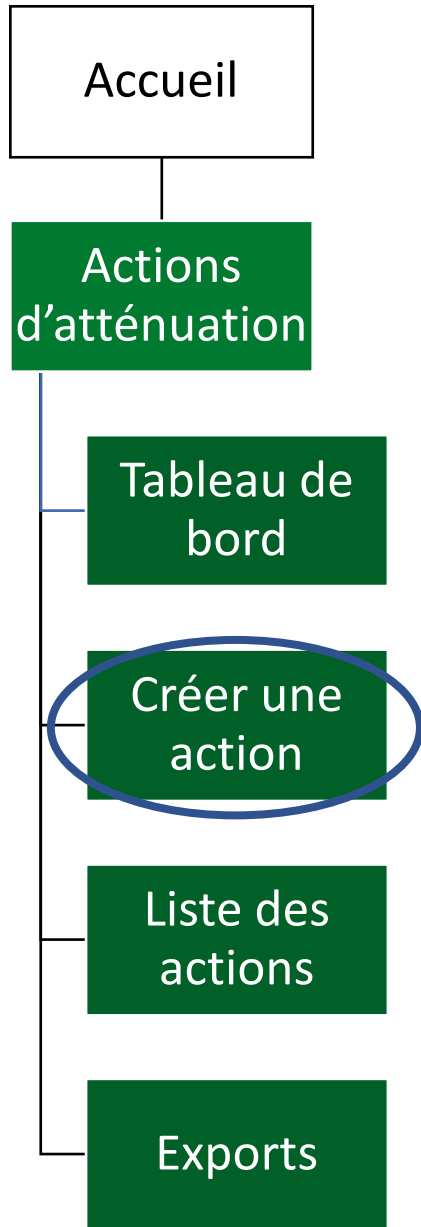 Accueil
Actions
d’atténuation
Tableau de
bord
Créer une
action
Liste des
actions
Exports